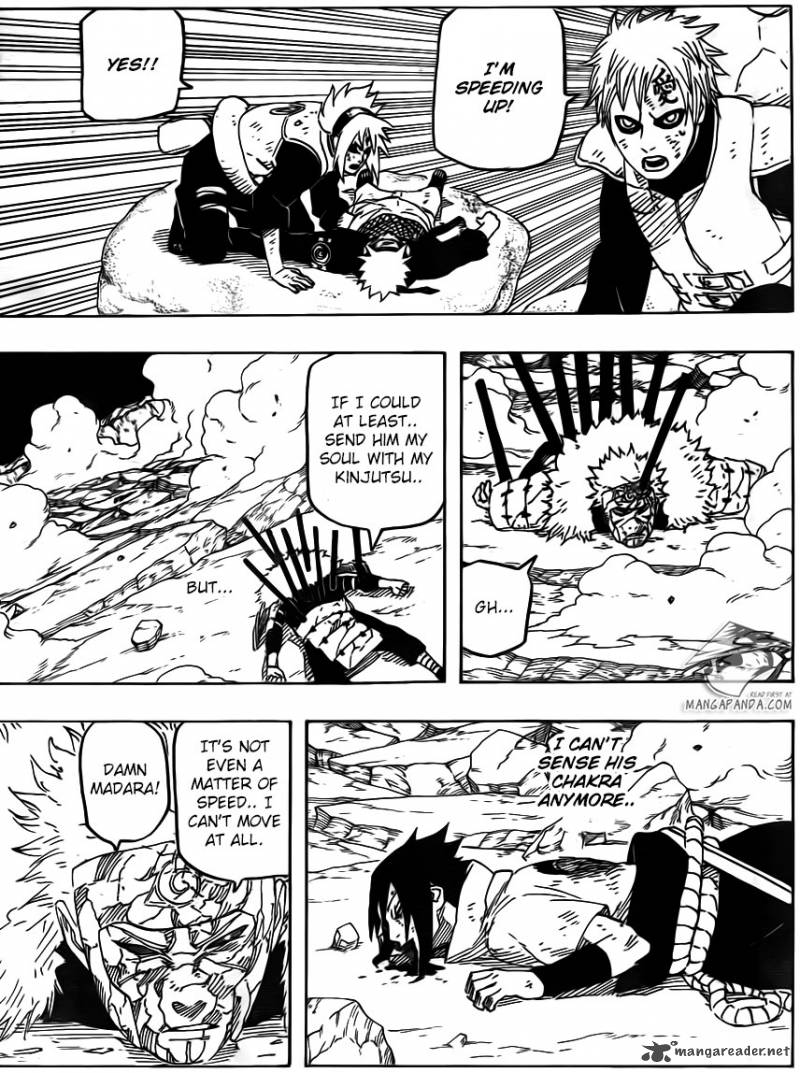 I'M
SPEEDING
UP!
YES!!
愛
GH...
IF I COULD
AT LEAST..
SEND HIM MY
SOUL WITH MY
KINJUTSU..
BUT...
I CAN'T
SENSE HIS
CHAKRA
ANYMORE..
IT'S NOT
EVEN A
MATTER OF
SPEED.. I
CAN'T MOVE
AT ALL.
DAMN
MADARA!
READ FIRST AT
MANGAPANDA.COM
mangareader.net